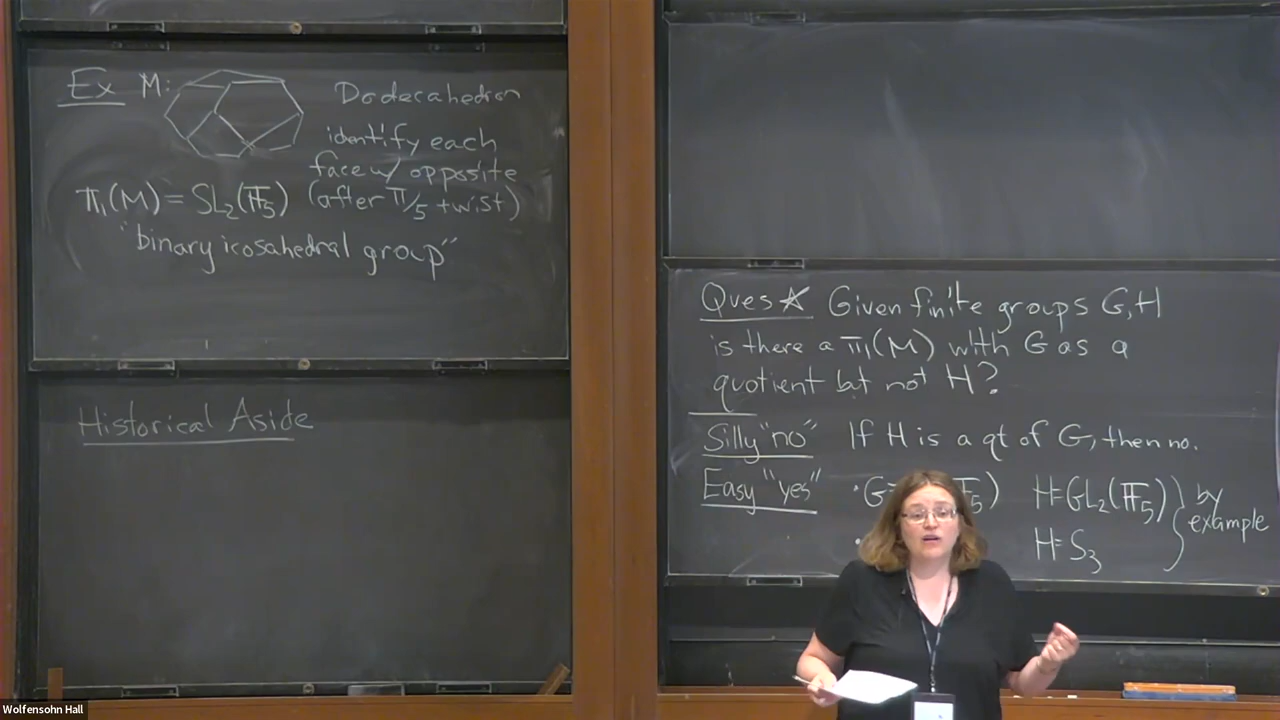 Ex M: Dodecahedron
identify each
face w/ opposite
π₁(M) = SL₂(𝔽₅) (after π/5 twist)
"binary icosahedral group"
Historical Aside
Ques ☆ Given finite groups G, H
is there a π₁(M) with G as a
quotient but not H?
Silly "no" If H is a qt of G, then no.
Easy "yes" • G 5) H=GL₂(𝔽₅) } by example
• H=S₃
Wolfensohn Hall